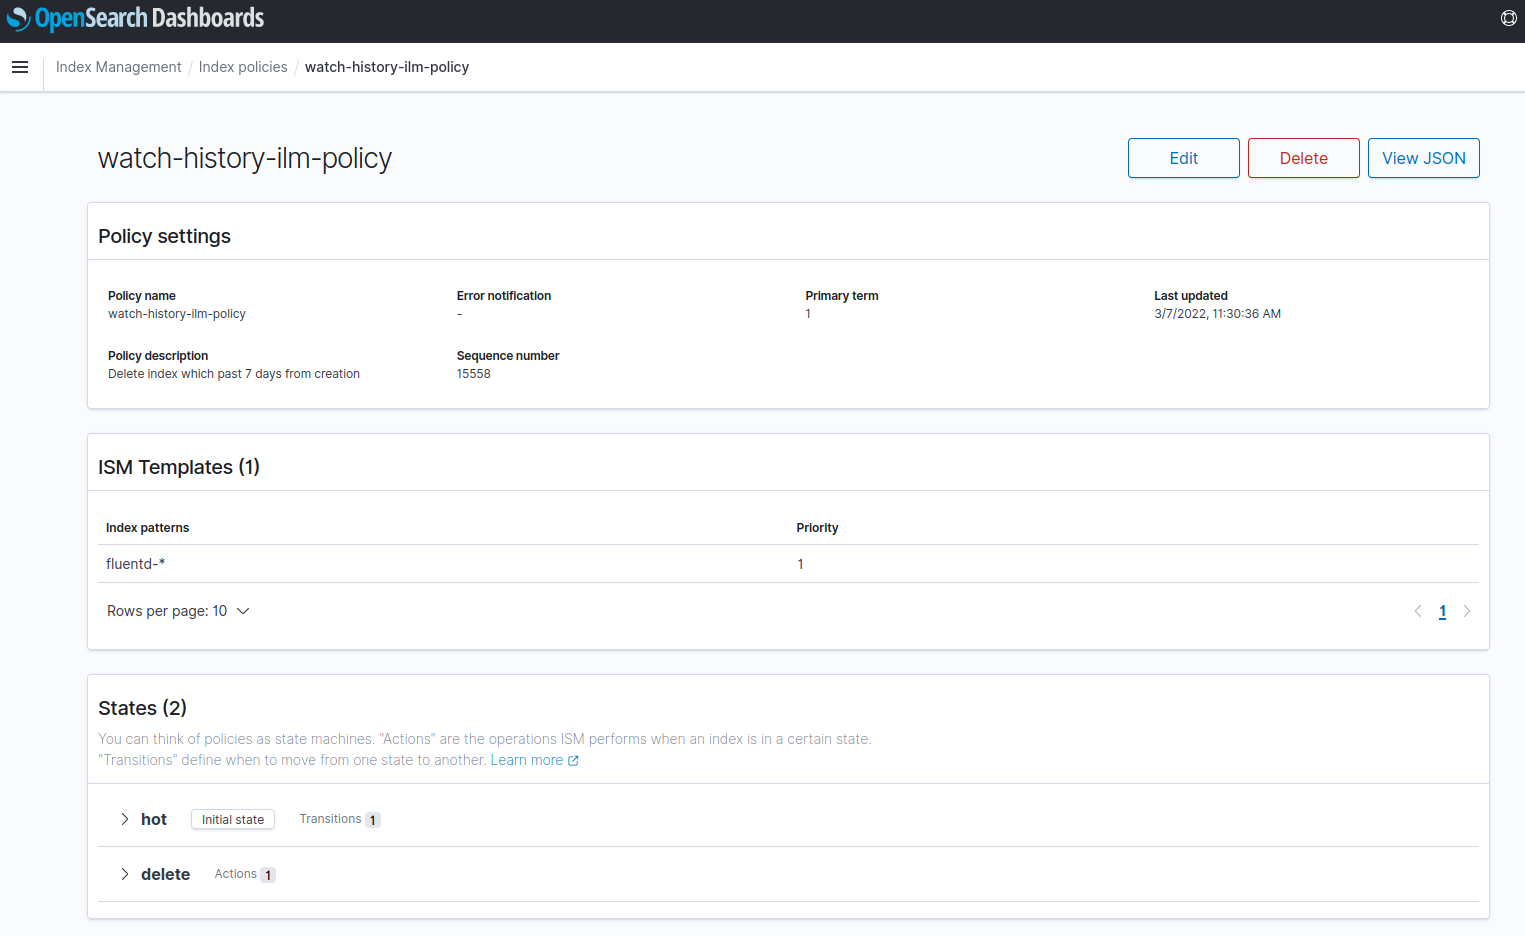 OpenSearch Dashboards
Index Management / Index policies / watch-history-ilm-policy
watch-history-ilm-policy
Edit
Delete
View JSON
Policy settings
Policy name
watch-history-ilm-policy
Error notification
-
Primary term
1
Last updated
3/7/2022, 11:30:36 AM
Policy description
Delete index which past 7 days from creation
Sequence number
15558
ISM Templates (1)
Index patterns
Priority
fluentd-*
1
Rows per page: 10
1
States (2)
You can think of policies as state machines. "Actions" are the operations ISM performs when an index is in a certain state.
"Transitions" define when to move from one state to another. Learn more
hot
Initial state
Transitions 1
delete
Actions 1